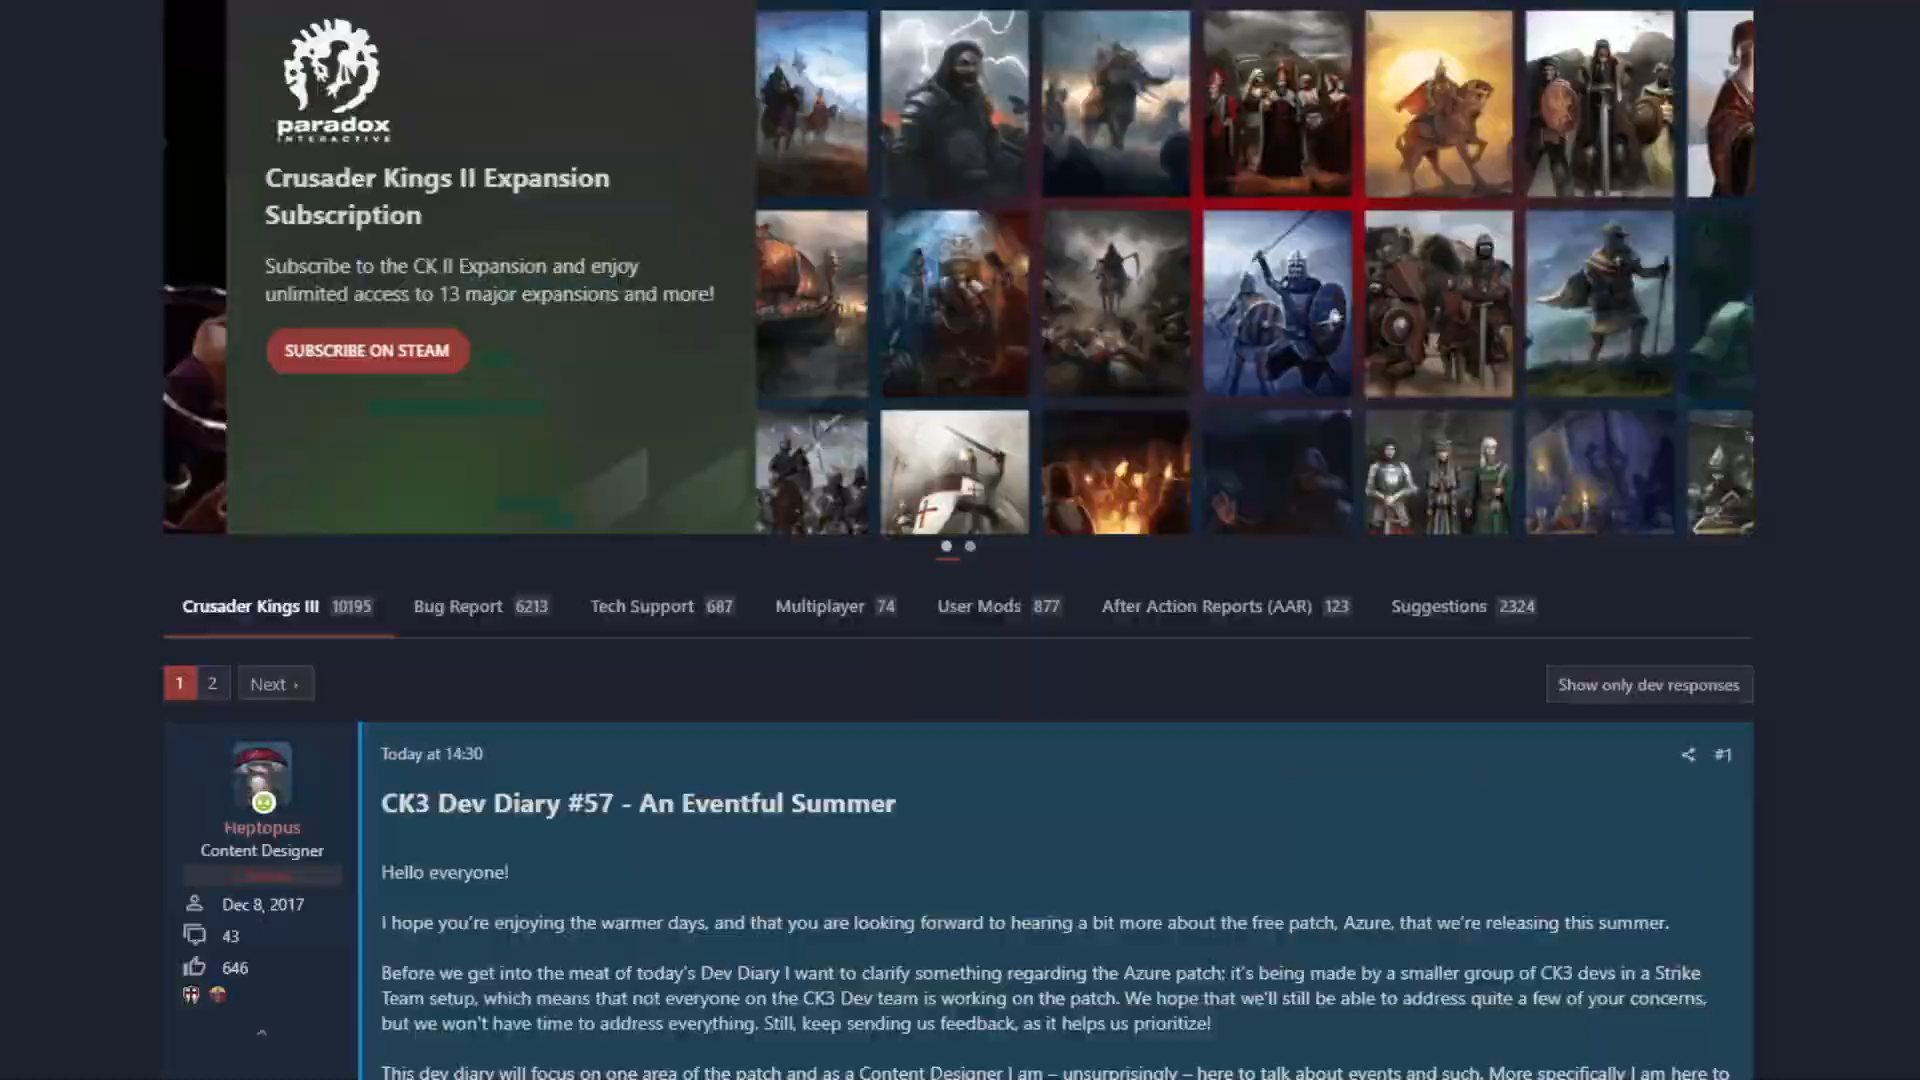 paradox
INTERACTIVE
Crusader Kings II Expansion
Subscription
Subscribe to the CK II Expansion and enjoy
unlimited access to 13 major expansions and more!
SUBSCRIBE ON STEAM
Crusader Kings III 10195 Bug Report 6213 Tech Support 687 Multiplayer 74 User Mods 877 After Action Reports (AAR) 123 Suggestions 2324
1 2 Next › Show only dev responses
Today at 14:30 #1
CK3 Dev Diary #57 - An Eventful Summer
Heptopus
Content Designer
Dec 8, 2017
43
646
Hello everyone!
I hope you're enjoying the warmer days, and that you are looking forward to hearing a bit more about the free patch, Azure, that we're releasing this summer.
Before we get into the meat of today's Dev Diary I want to clarify something regarding the Azure patch: it's being made by a smaller group of CK3 devs in a Strike
Team setup, which means that not everyone on the CK3 Dev team is working on the patch. We hope that we'll still be able to address quite a few of your concerns,
but we won't have time to address everything. Still, keep sending us feedback, as it helps us prioritize!
This dev diary will focus on one area of the patch and as a Content Designer I am – unsurprisingly – here to talk about events and such. More specifically I am here to